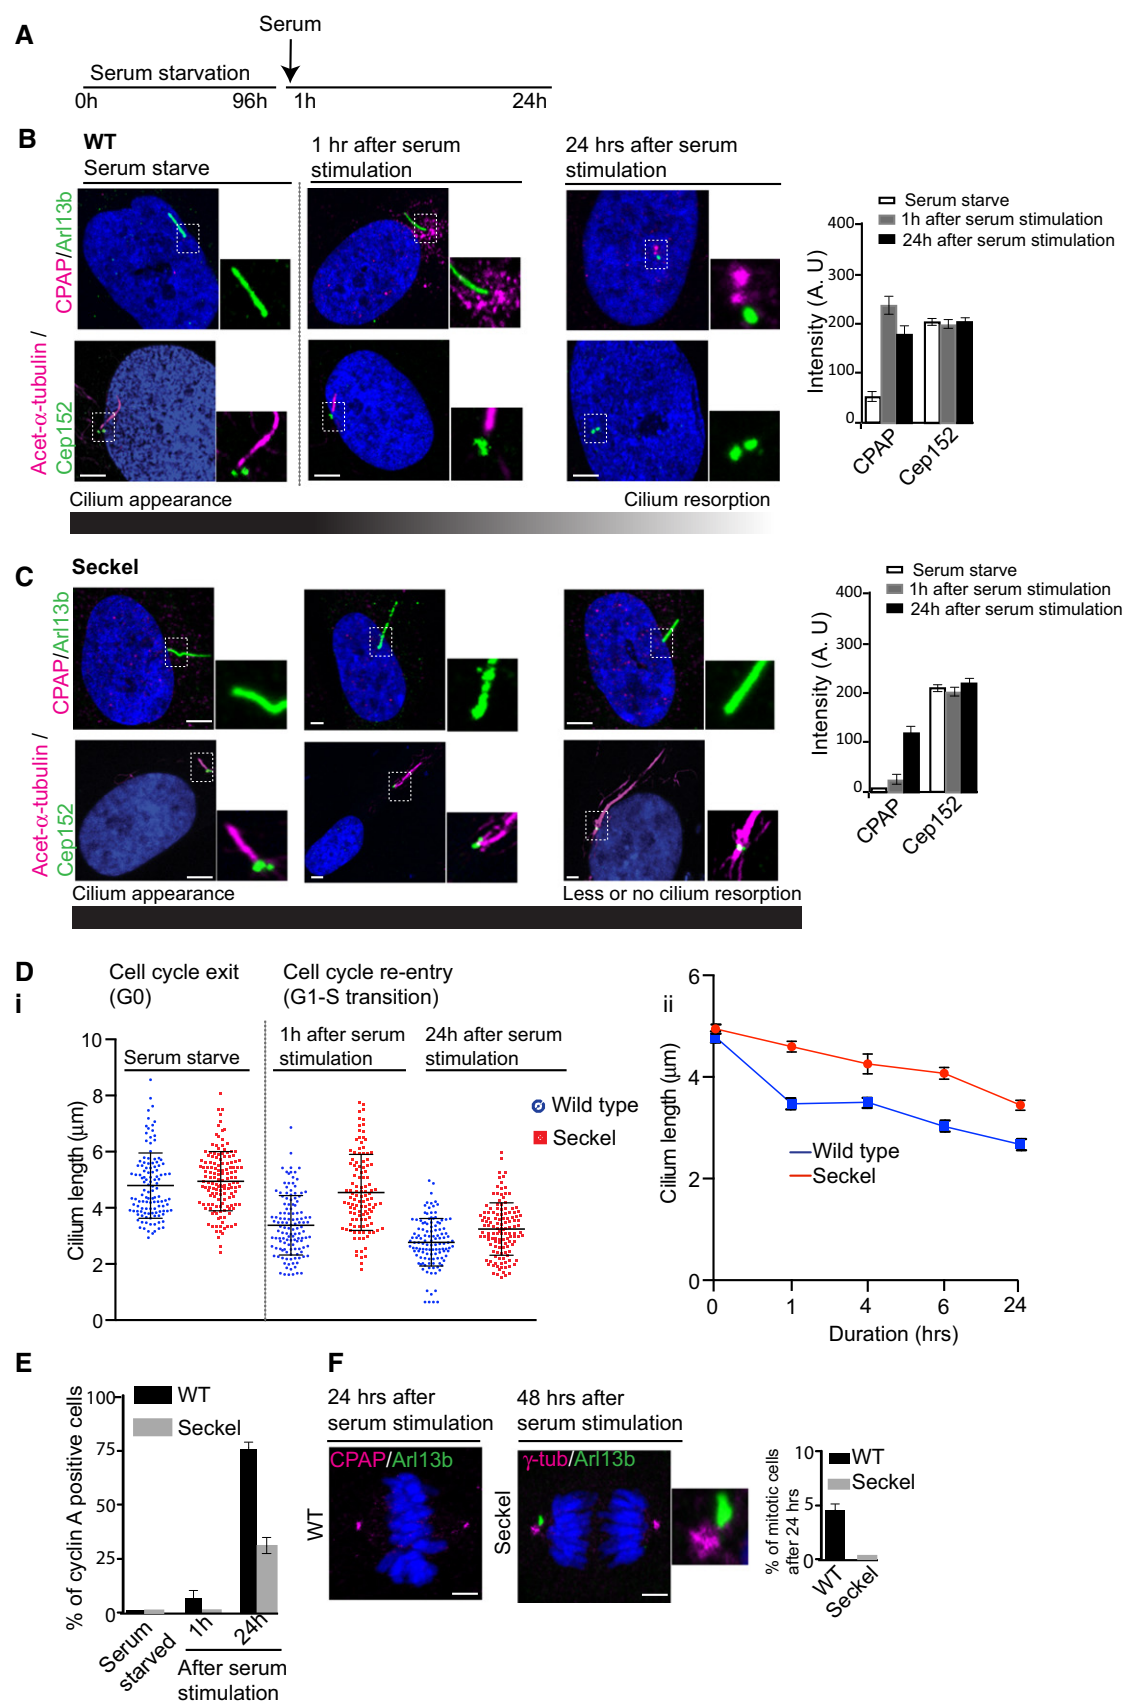 A
Serum
Serum starvation
0h 96h 1h 24h
B
WT
Serum starve
1 hr after serum
stimulation
24 hrs after serum
stimulation
CPAP/Arl13b
Acet-α-tubulin /
Cep152
Cilium appearance
Cilium resorption
Serum starve
1h after serum stimulation
24h after serum stimulation
Intensity (A. U)
400
300
200
100
0
CPAP
Cep152
C
Seckel
CPAP/Arl13b
Acet-α-tubulin /
Cep152
Cilium appearance
Less or no cilium resorption
Serum starve
1h after serum stimulation
24h after serum stimulation
Intensity (A. U)
400
300
200
100
0
CPAP
Cep152
D
i
Cell cycle exit
(G0)
Cell cycle re-entry
(G1-S transition)
Serum starve
1h after serum
stimulation
24h after serum
stimulation
Cilium length (μm)
10
8
6
4
2
0
Wild type
Seckel
ii
Cilium length (μm)
6
4
2
0
Wild type
Seckel
0 1 4 6 24
Duration (hrs)
E
% of cyclin A positive cells
100
75
50
25
0
WT
Seckel
Serum
starved
1h
24h
After serum
stimulation
F
24 hrs after
serum stimulation
48 hrs after
serum stimulation
WT
CPAP/Arl13b
Seckel
γ-tub/Arl13b
% of mitotic cells
after 24 hrs
10
5
0
WT
Seckel
WT
Seckel